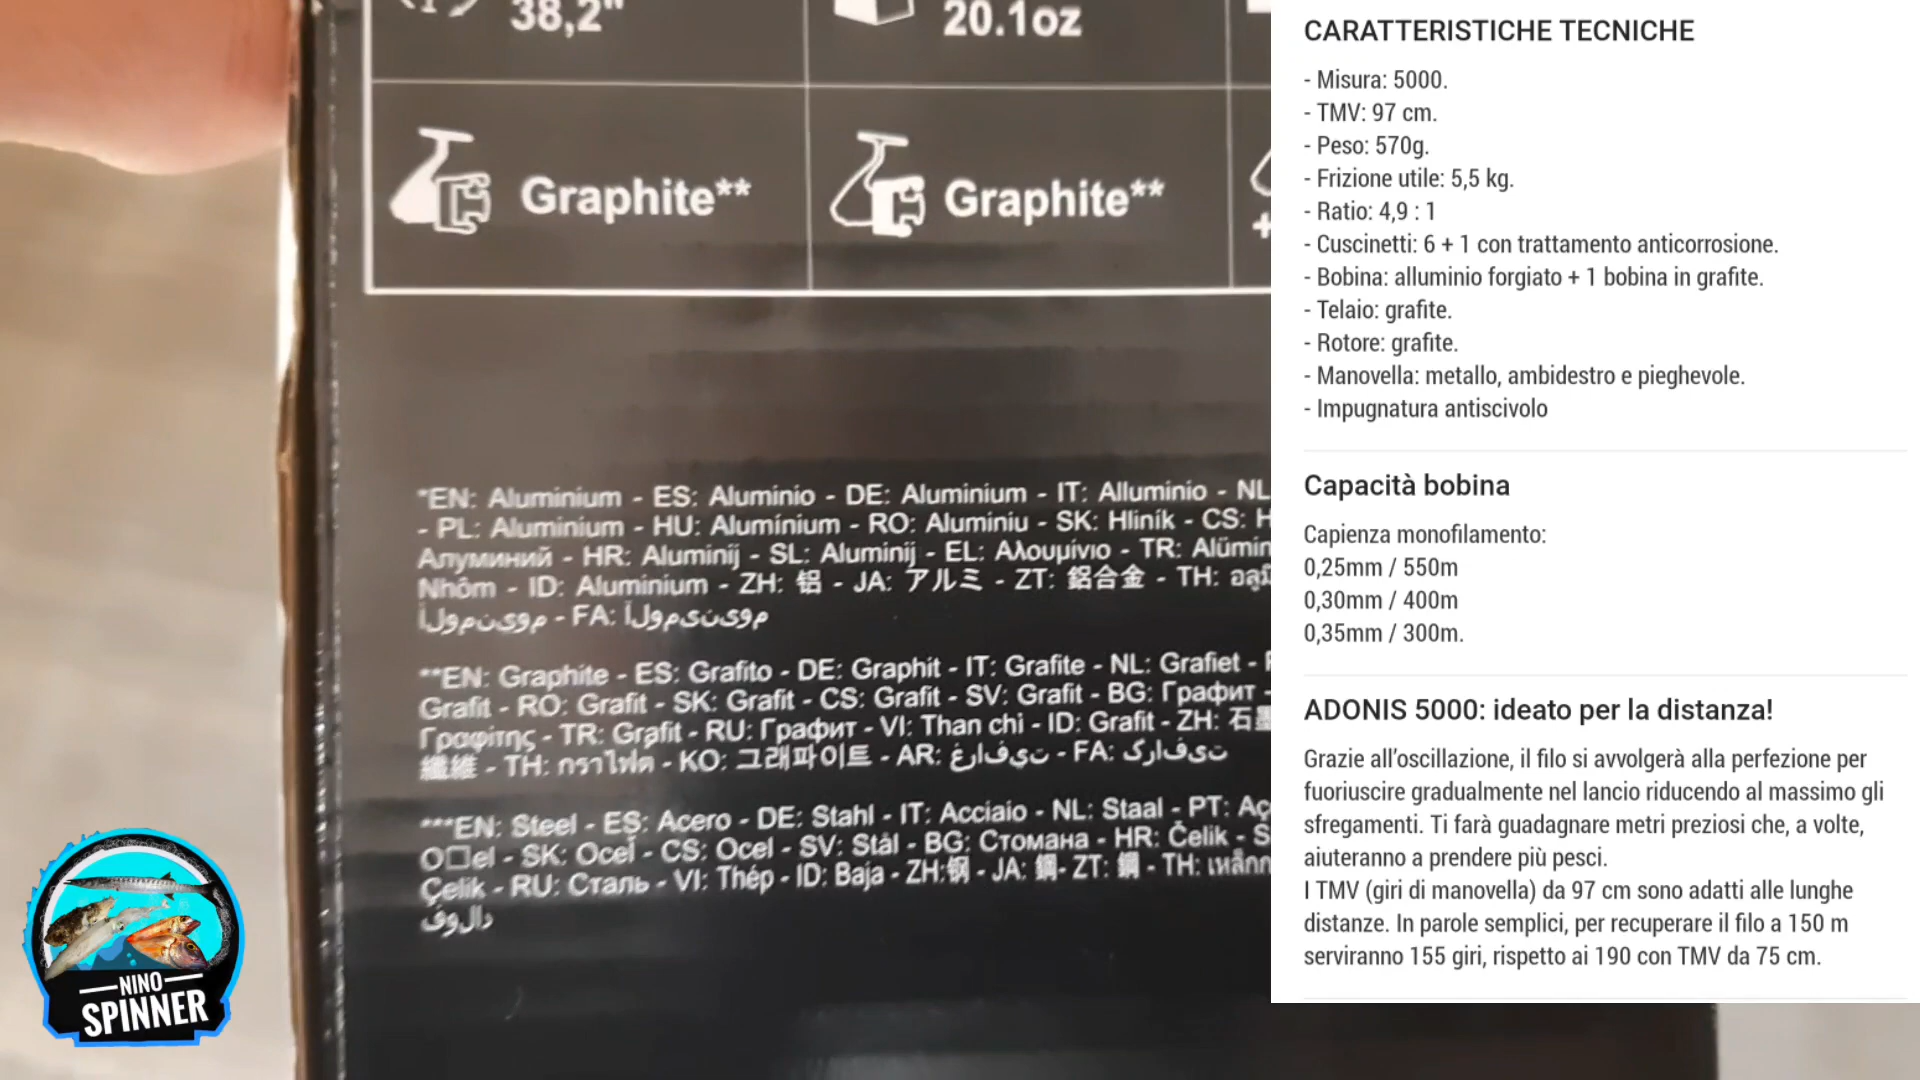 38,2"
20.1oz
Graphite**
Graphite**
*EN: Aluminium - ES: Aluminio - DE: Aluminium - IT: Alluminio - NL
- PL: Aluminium - HU: Alumínium - RO: Aluminiu - SK: Hliník - CS: H
Алуминий - HR: Aluminij - SL: Aluminij - EL: Αλουμίνιο - TR: Alümin
Nhôm - ID: Aluminium - ZH: 铝 - JA: アルミ - ZT: 鋁合金 - TH:
FA:
**EN: Graphite - ES: Grafito - DE: Graphit - IT: Grafite - NL: Grafiet -
Grafit - RO: Grafit - SK: Grafit - CS: Grafit - SV: Grafit - BG: Графит -
Γραφίτης - TR: Grafit - RU: Графит - VI: Than chì - ID: Grafit - ZH: 石墨
纖維 - TH: กราไฟต์ - KO: 그래파이트 - AR: - FA:
***EN: Steel - ES: Acero - DE: Stahl - IT: Acciaio - NL: Staal - PT: Aç
O□el - SK: Oceľ - CS: Ocel - SV: Stål - BG: Стомана - HR: Čelik - S
Çelik - RU: Сталь - VI: Thép - ID: Baja - ZH:钢 - JA: 鋼- ZT: 鋼 - TH:
NINO
SPINNER
CARATTERISTICHE TECNICHE
- Misura: 5000.
- TMV: 97 cm.
- Peso: 570g.
- Frizione utile: 5,5 kg.
- Ratio: 4,9 : 1
- Cuscinetti: 6 + 1 con trattamento anticorrosione.
- Bobina: alluminio forgiato + 1 bobina in grafite.
- Telaio: grafite.
- Rotore: grafite.
- Manovella: metallo, ambidestro e pieghevole.
- Impugnatura antiscivolo
Capacità bobina
Capienza monofilamento:
0,25mm / 550m
0,30mm / 400m
0,35mm / 300m.
ADONIS 5000: ideato per la distanza!
Grazie all’oscillazione, il filo si avvolgerà alla perfezione per
fuoriuscire gradualmente nel lancio riducendo al massimo gli
sfregamenti. Ti farà guadagnare metri preziosi che, a volte,
aiuteranno a prendere più pesci.
I TMV (giri di manovella) da 97 cm sono adatti alle lunghe
distanze. In parole semplici, per recuperare il filo a 150 m
serviranno 155 giri, rispetto ai 190 con TMV da 75 cm.